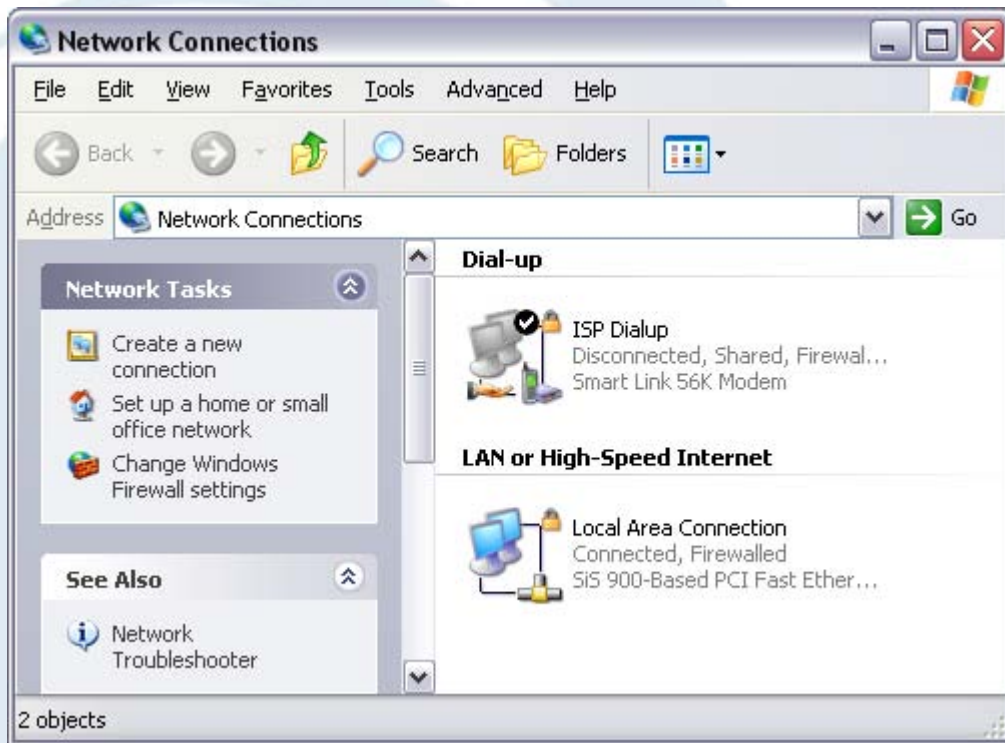 Network Connections
File Edit View Favorites Tools Advanced Help
Back Search Folders
Address Network Connections Go
Network Tasks
Create a new
connection
Set up a home or small
office network
Change Windows
Firewall settings
See Also
Network
Troubleshooter
Dial-up
ISP Dialup
Disconnected, Shared, Firewal...
Smart Link 56K Modem
LAN or High-Speed Internet
Local Area Connection
Connected, Firewalled
SiS 900-Based PCI Fast Ether...
2 objects